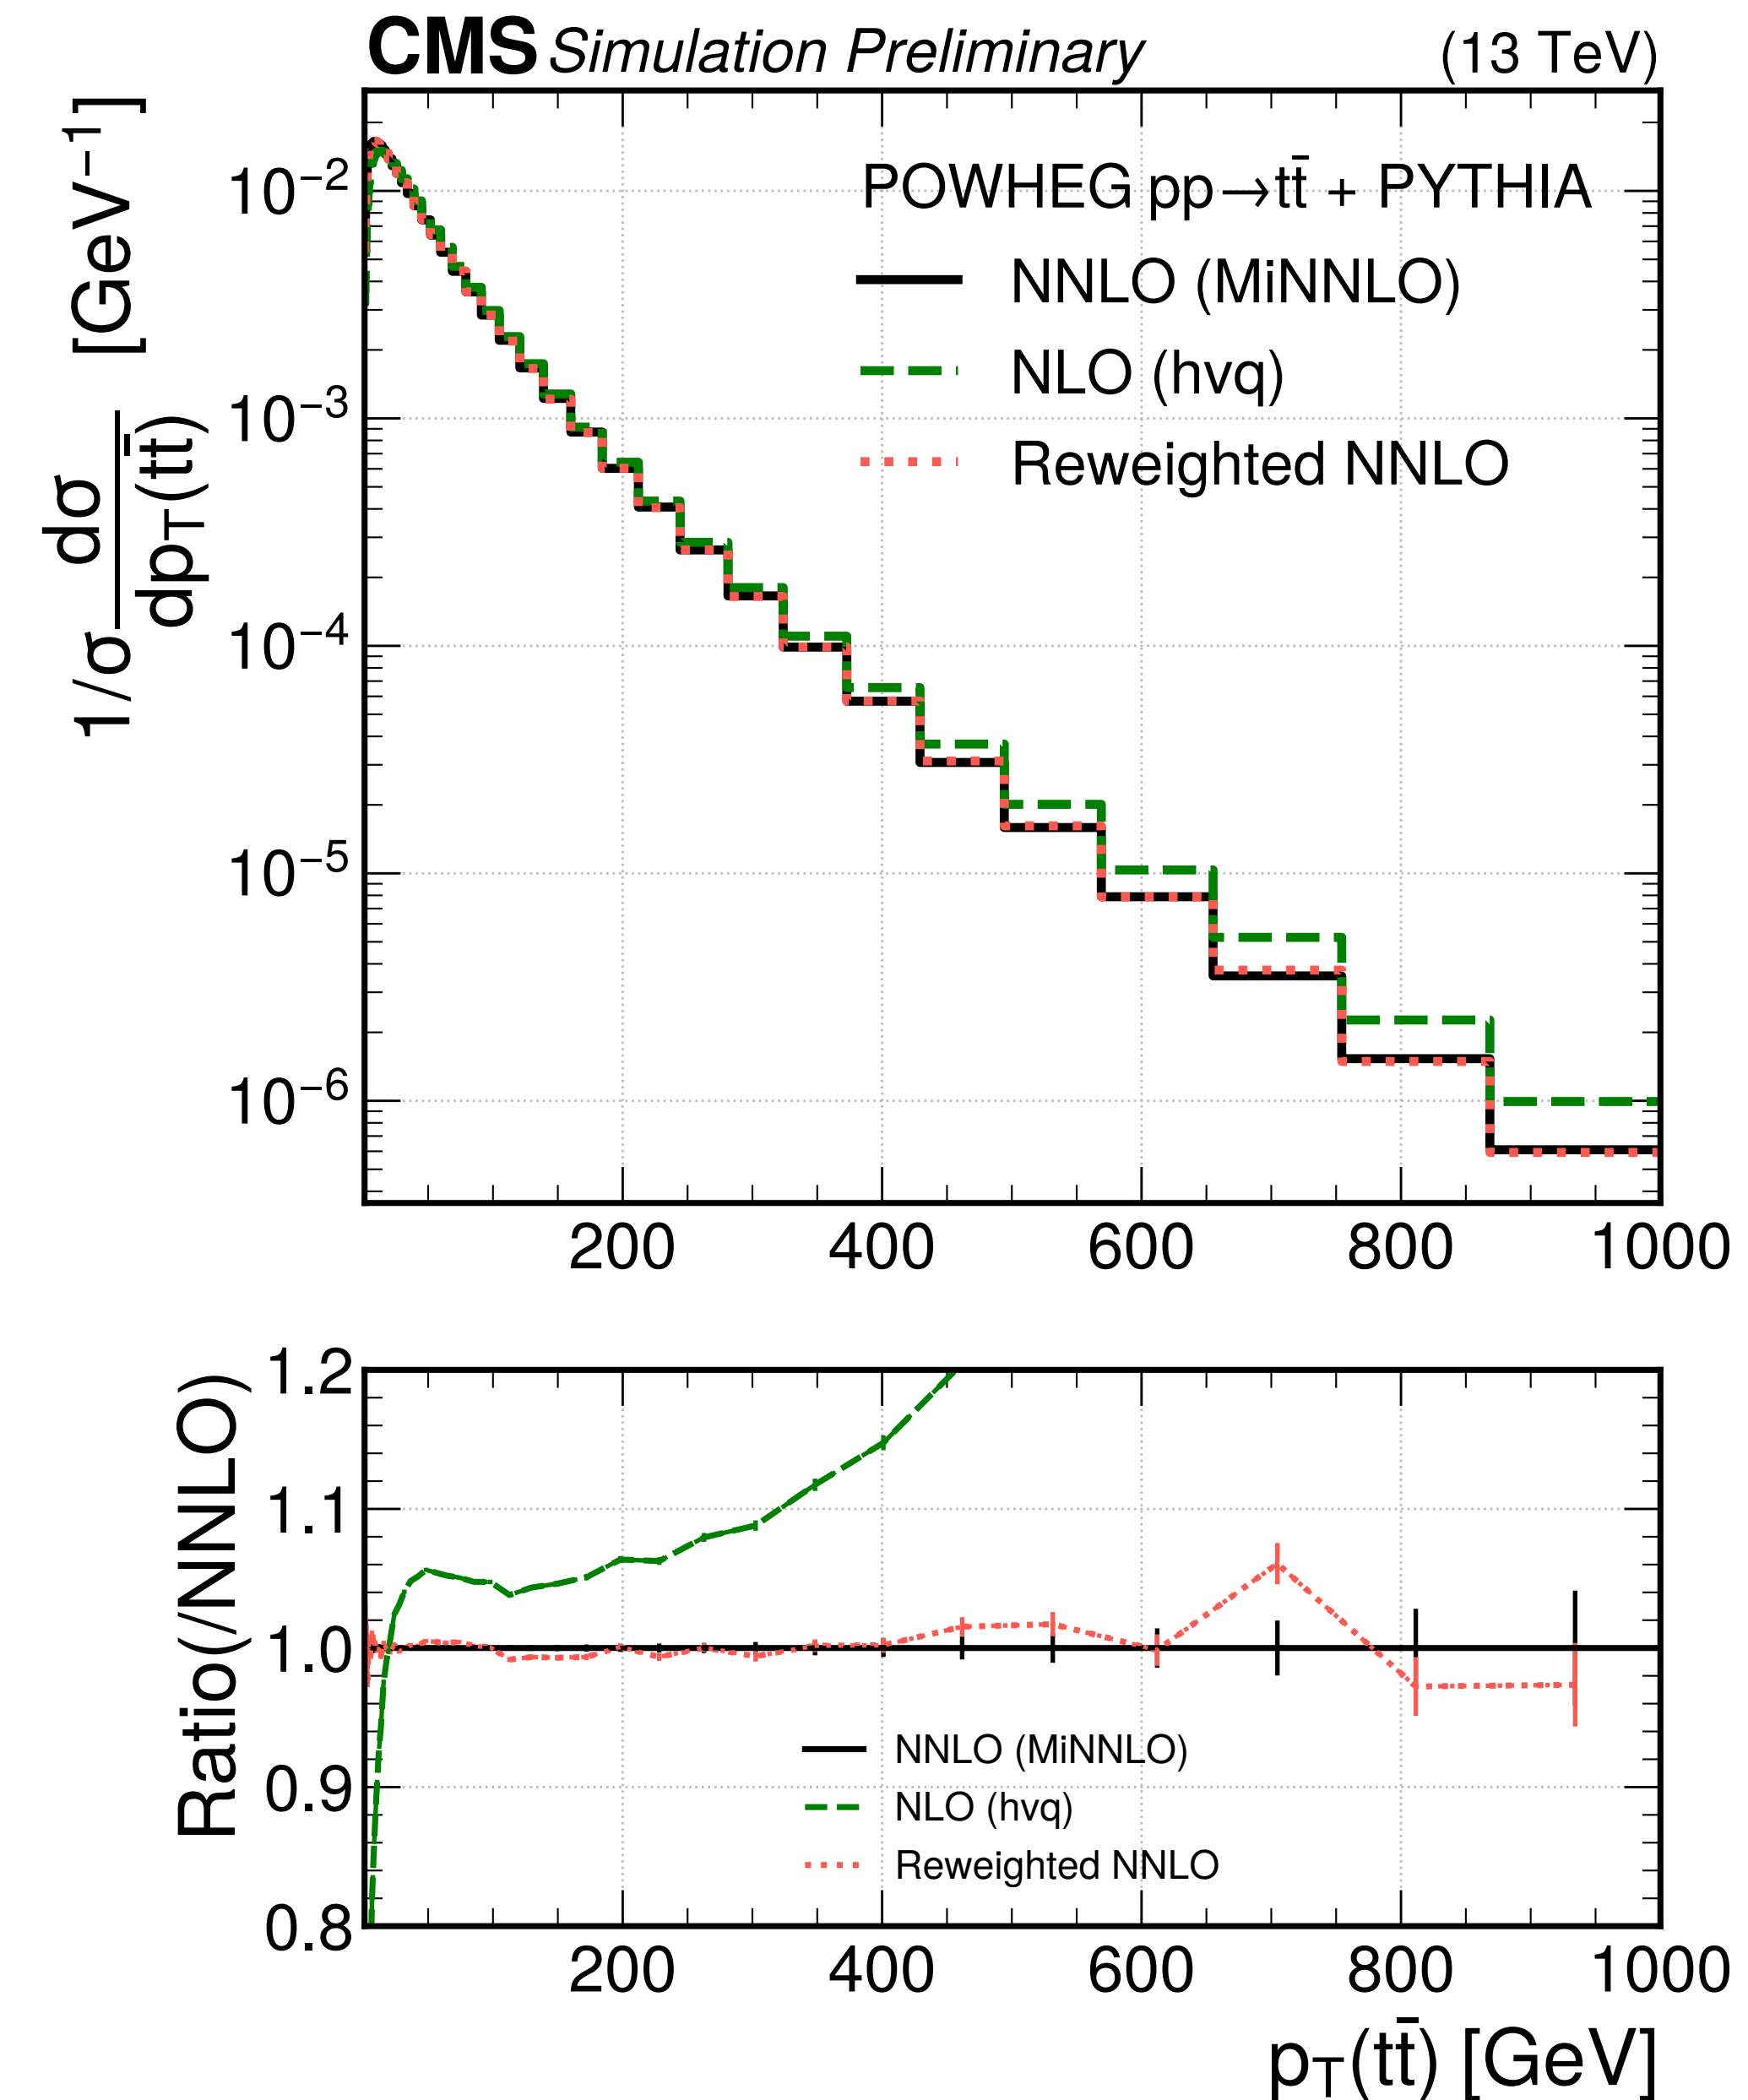 CMS Simulation Preliminary (13 TeV)
1/σ dσ/dp_T(tt̄) [GeV⁻¹]
10⁻²
10⁻³
10⁻⁴
10⁻⁵
10⁻⁶
POWHEG pp→tt̄ + PYTHIA
NNLO (MiNNLO)
NLO (hvq)
Reweighted NNLO
200 400 600 800 1000
Ratio(/NNLO)
1.2
1.1
1.0
0.9
0.8
NNLO (MiNNLO)
NLO (hvq)
Reweighted NNLO
200 400 600 800 1000
p_T(tt̄) [GeV]